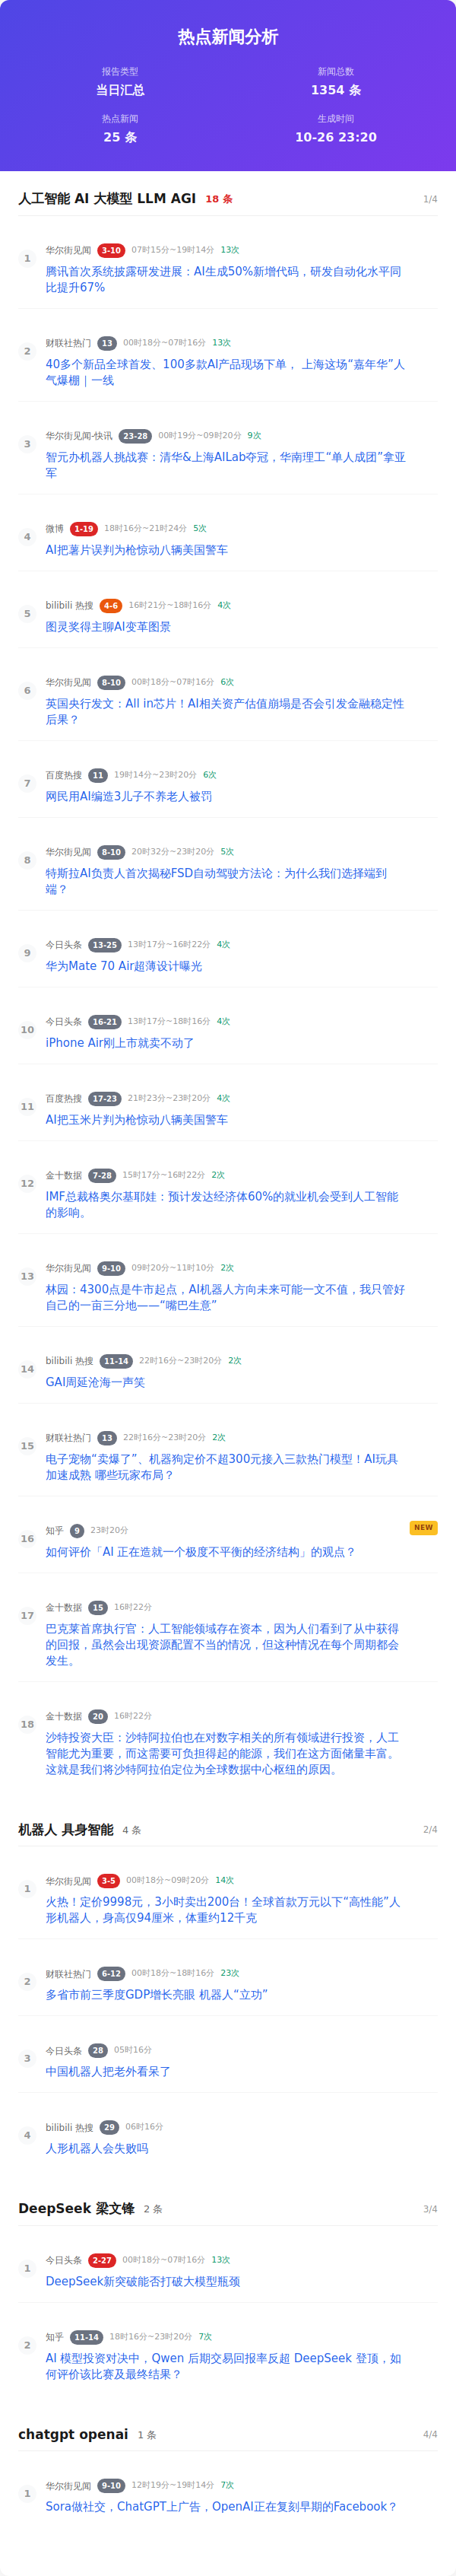 热点新闻分析
报告类型
新闻总数
当日汇总
1354 条
热点新闻
生成时间
25 条
10-26 23:20
人工智能 AI 大模型 LLM AGI 18 条 1/4
1
华尔街见闻 3-10 07时15分~19时14分 13次
腾讯首次系统披露研发进展：AI生成50%新增代码，研发自动化水平同
比提升67%
2
财联社热门 13 00时18分~07时16分 13次
40多个新品全球首发、100多款AI产品现场下单， 上海这场“嘉年华”人
气爆棚｜一线
3
华尔街见闻-快讯 23-28 00时19分~09时20分 9次
智元办机器人挑战赛：清华&上海AILab夺冠，华南理工“单人成团”拿亚
军
4
微博 1-19 18时16分~21时24分 5次
AI把薯片误判为枪惊动八辆美国警车
5
bilibili 热搜 4-6 16时21分~18时16分 4次
图灵奖得主聊AI变革图景
6
华尔街见闻 8-10 00时18分~07时16分 6次
英国央行发文：All in芯片！AI相关资产估值崩塌是否会引发金融稳定性
后果？
7
百度热搜 11 19时14分~23时20分 6次
网民用AI编造3儿子不养老人被罚
8
华尔街见闻 8-10 20时32分~23时20分 5次
特斯拉AI负责人首次揭秘FSD自动驾驶方法论：为什么我们选择端到
端？
9
今日头条 13-25 13时17分~16时22分 4次
华为Mate 70 Air超薄设计曝光
10
今日头条 16-21 13时17分~18时16分 4次
iPhone Air刚上市就卖不动了
11
百度热搜 17-23 21时23分~23时20分 4次
AI把玉米片判为枪惊动八辆美国警车
12
金十数据 7-28 15时17分~16时22分 2次
IMF总裁格奥尔基耶娃：预计发达经济体60%的就业机会受到人工智能
的影响。
13
华尔街见闻 9-10 09时20分~11时10分 2次
林园：4300点是牛市起点，AI机器人方向未来可能一文不值，我只管好
自己的一亩三分地——“嘴巴生意”
14
bilibili 热搜 11-14 22时16分~23时20分 2次
GAI周延沧海一声笑
15
财联社热门 13 22时16分~23时20分 2次
电子宠物“卖爆了”、机器狗定价不超300元接入三款热门模型！AI玩具
加速成熟 哪些玩家布局？
16
知乎 9 23时20分 NEW
如何评价「AI 正在造就一个极度不平衡的经济结构」的观点？
17
金十数据 15 16时22分
巴克莱首席执行官：人工智能领域存在资本，因为人们看到了从中获得
的回报，虽然会出现资源配置不当的情况，但这种情况在每个周期都会
发生。
18
金十数据 20 16时22分
沙特投资大臣：沙特阿拉伯也在对数字相关的所有领域进行投资，人工
智能尤为重要，而这需要可负担得起的能源，我们在这方面储量丰富。
这就是我们将沙特阿拉伯定位为全球数据中心枢纽的原因。
机器人 具身智能 4 条 2/4
1
华尔街见闻 3-5 00时18分~09时20分 14次
火热！定价9998元，3小时卖出200台！全球首款万元以下“高性能”人
形机器人，身高仅94厘米，体重约12千克
2
财联社热门 6-12 00时18分~18时16分 23次
多省市前三季度GDP增长亮眼 机器人“立功”
3
今日头条 28 05时16分
中国机器人把老外看呆了
4
bilibili 热搜 29 06时16分
人形机器人会失败吗
DeepSeek 梁文锋 2 条 3/4
1
今日头条 2-27 00时18分~07时16分 13次
DeepSeek新突破能否打破大模型瓶颈
2
知乎 11-14 18时16分~23时20分 7次
AI 模型投资对决中，Qwen 后期交易回报率反超 DeepSeek 登顶，如
何评价该比赛及最终结果？
chatgpt openai 1 条 4/4
1
华尔街见闻 9-10 12时19分~19时14分 7次
Sora做社交，ChatGPT上广告，OpenAI正在复刻早期的Facebook？